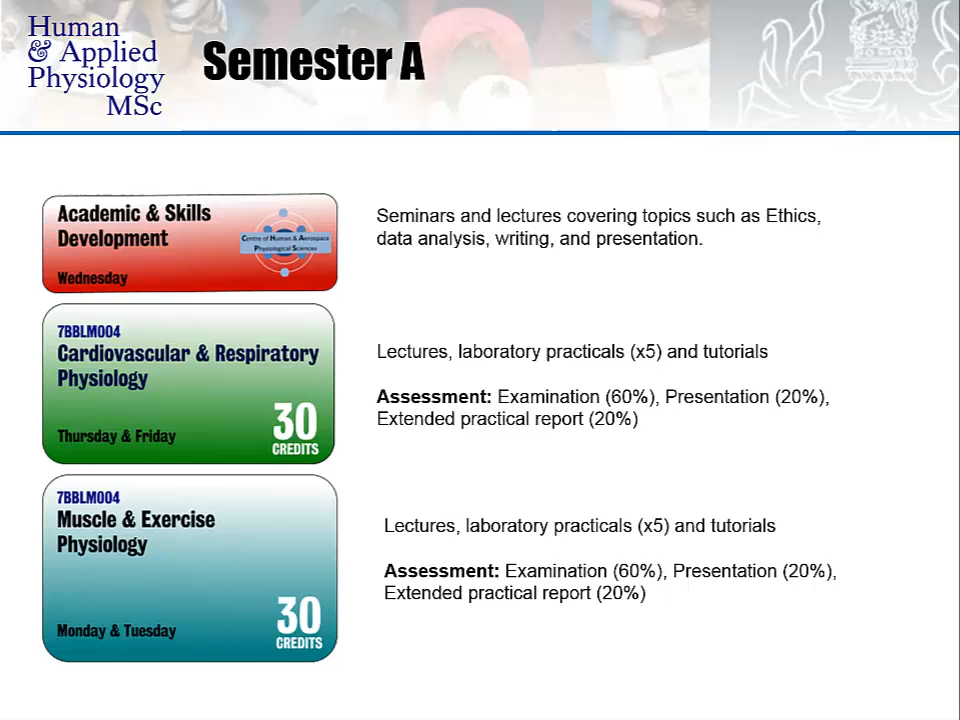 Human
& Applied
Physiology
MSc
Semester A
Academic & Skills
Development
Wednesday
Centre of Human & Aerospace
Physiological Sciences
Seminars and lectures covering topics such as Ethics,
data analysis, writing, and presentation.
7BBLM004
Cardiovascular & Respiratory
Physiology
Thursday & Friday
30
CREDITS
Lectures, laboratory practicals (x5) and tutorials
Assessment: Examination (60%), Presentation (20%),
Extended practical report (20%)
7BBLM004
Muscle & Exercise
Physiology
Monday & Tuesday
30
CREDITS
Lectures, laboratory practicals (x5) and tutorials
Assessment: Examination (60%), Presentation (20%),
Extended practical report (20%)